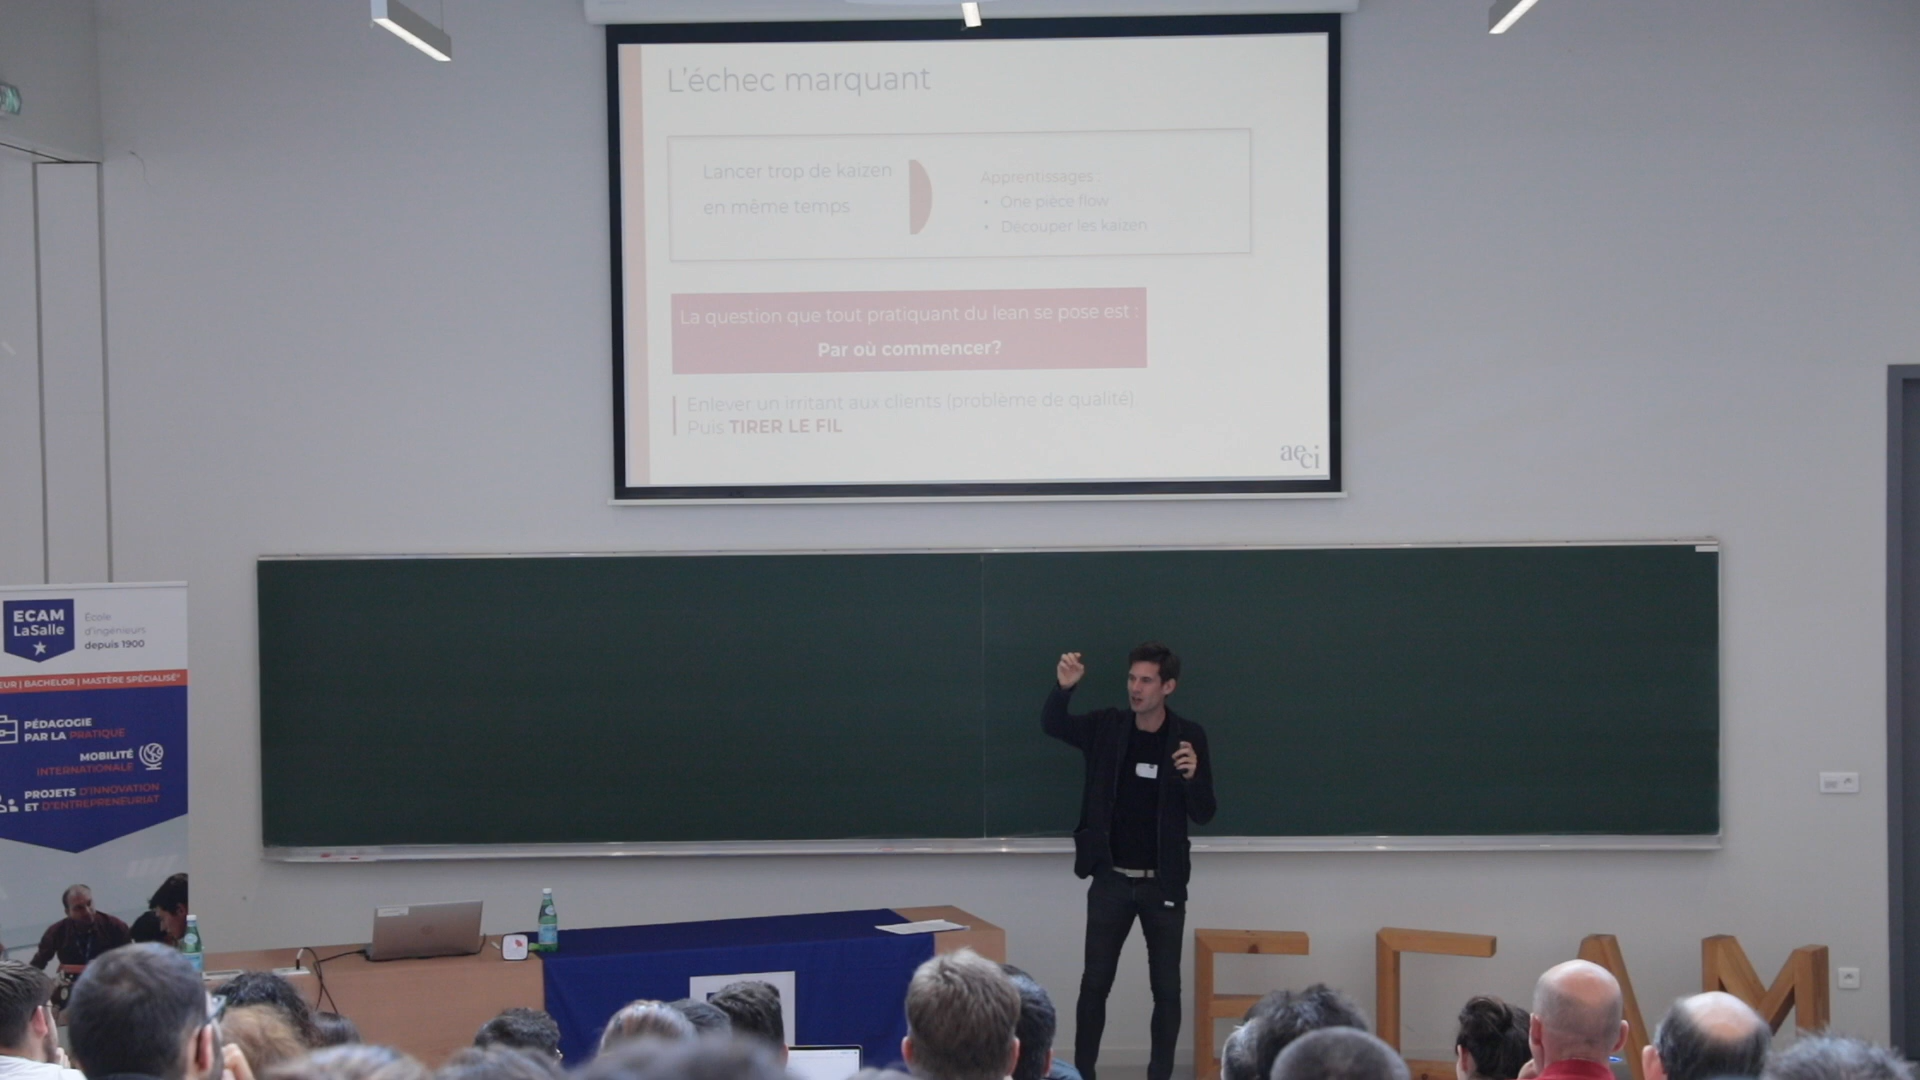 L'échec marquant
Lancer trop de kaizen
en même temps
Apprentissages :
• One piece flow
• Découper les kaizen
La question que tout pratiquant du lean se pose est :
Par où commencer?
Enlever un irritant aux clients (problème de qualité)
Puis TIRER LE FIL
aeci
ECAM
LaSalle
École
d'ingénieurs
depuis 1900
EUR | BACHELOR | MASTÈRE SPÉCIALISÉ®
PÉDAGOGIE
PAR LA PRATIQUE
MOBILITÉ
INTERNATIONALE
PROJETS D'INNOVATION
ET D'ENTREPRENEURIAT
ECAM